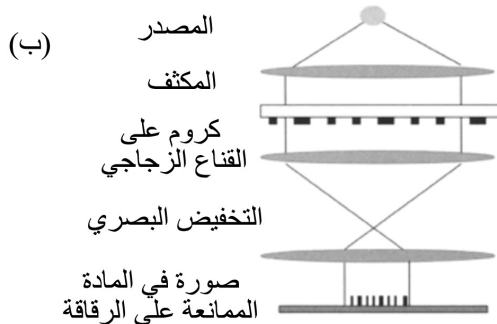 (ب)
المصدر
المكثف
كروم على
القناع الزجاجي
التخفيض البصري
صورة في المادة
الممانعة على الرقاقة